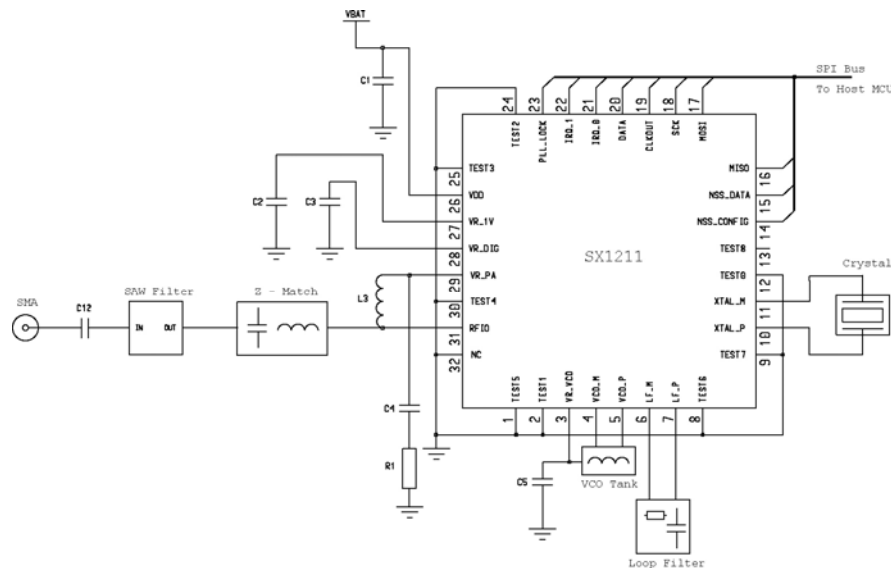 VBAT
C1
SPI Bus
To Host MCU
24
23
22
21
20
19
18
17
TEST2
PLL_LOCK
IRQ_1
IRQ_0
DATA
CLKOUT
SCK
MOSI
TEST3
25
VDD
26
VR_1V
27
VR_DIG
28
VR_PA
29
TEST4
30
RFIO
31
NC
32
MISO
16
NSS_DATA
15
NSS_CONFIG
14
TEST8
13
TEST0
12
XTAL_M
11
XTAL_P
10
TEST7
9
SX1211
C2
C3
Crystal
SMA
C12
SAW Filter
IN
OUT
Z - Match
L3
TEST5
TEST1
VR_VCO
VCO_M
VCO_P
LF_M
LF_P
TEST6
1
2
3
4
5
6
7
8
C4
R1
C5
VCO Tank
Loop Filter